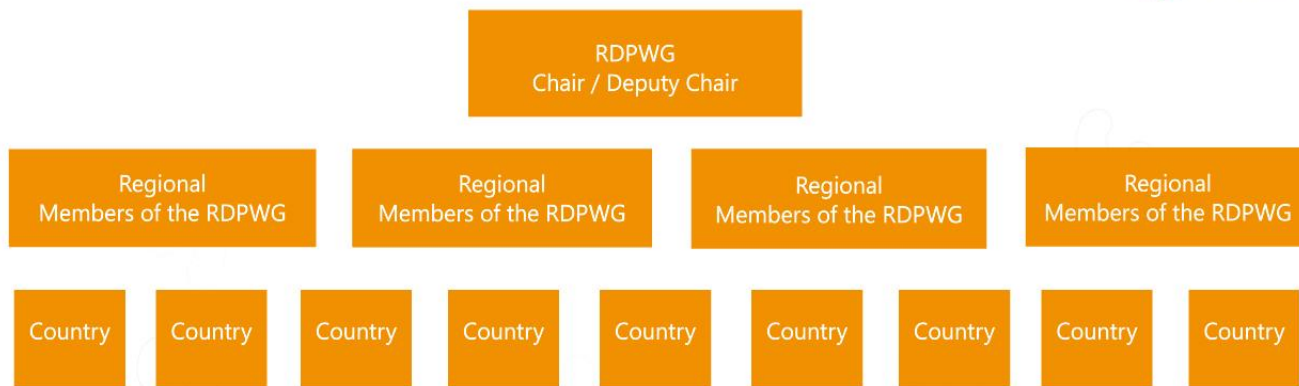 RDPWG
Chair / Deputy Chair
Regional
Members of the RDPWG
Regional
Members of the RDPWG
Regional
Members of the RDPWG
Regional
Members of the RDPWG
Country
Country
Country
Country
Country
Country
Country
Country
Country